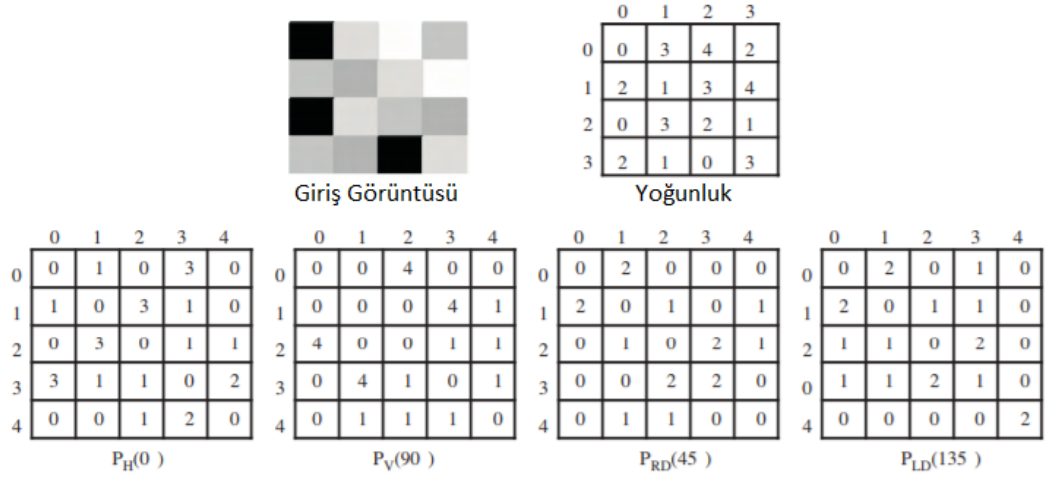 0 1 2 3
0 0 3 4 2
1 2 1 3 4
2 0 3 2 1
3 2 1 0 3
Giriş Görüntüsü
Yoğunluk
0 1 2 3 4
0 0 1 0 3 0
1 1 0 3 1 0
2 0 3 0 1 1
3 3 1 1 0 2
4 0 0 1 2 0
P_H(0 )
0 1 2 3 4
0 0 0 4 0 0
1 0 0 0 4 1
2 4 0 0 1 1
3 0 4 1 0 1
4 0 1 1 1 0
P_V(90 )
0 1 2 3 4
0 0 2 0 0 0
1 2 0 1 0 1
2 0 1 0 2 1
3 0 0 2 2 0
4 0 1 1 0 0
P_RD(45 )
0 1 2 3 4
0 0 2 0 1 0
1 2 0 1 1 0
2 1 1 0 2 0
0 1 1 2 1 0
4 0 0 0 0 2
P_LD(135 )